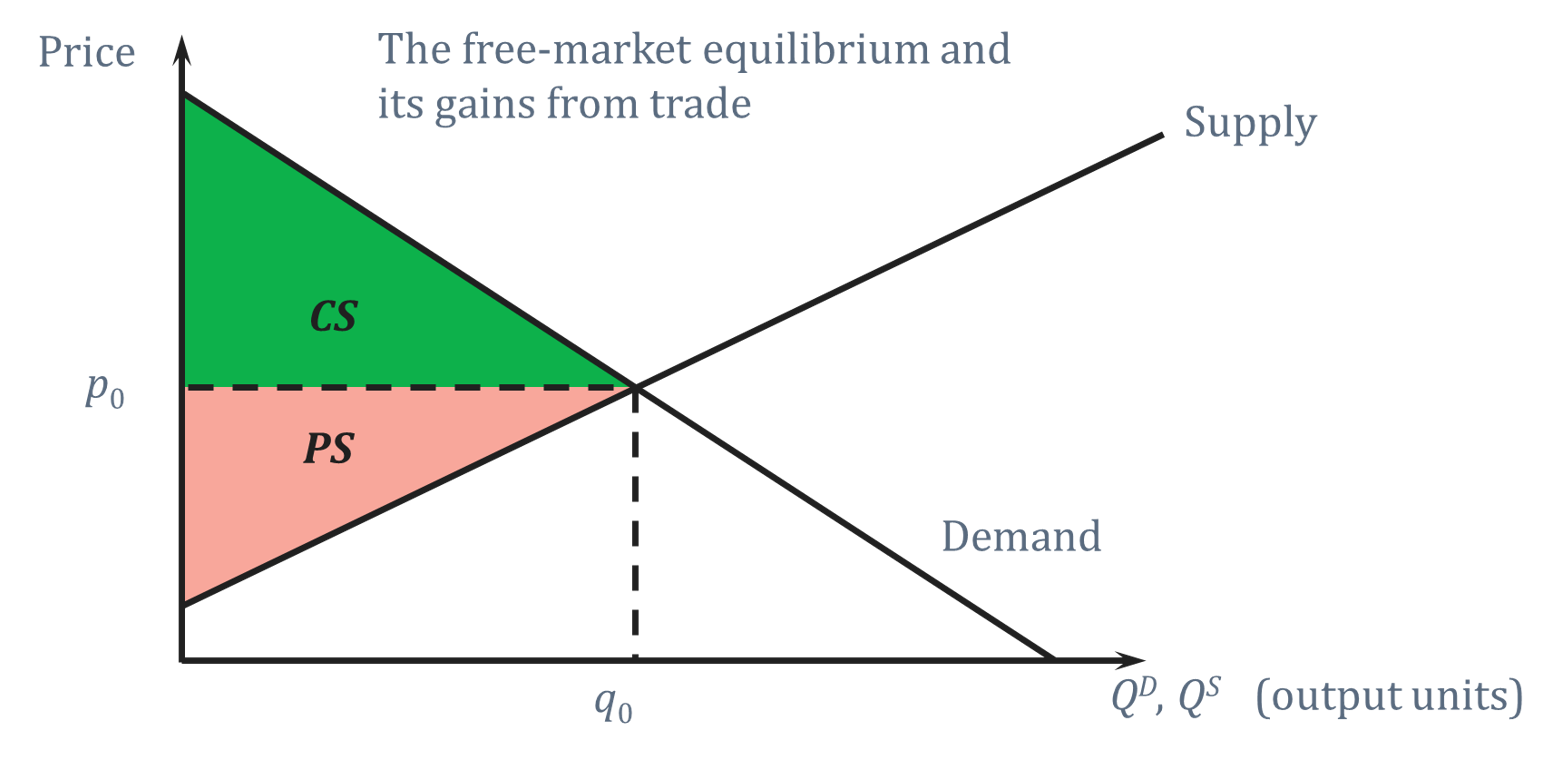 Price
The free-market equilibrium and
its gains from trade
Supply
CS
p₀
PS
Demand
q₀
Qᴰ, Qˢ (output units)